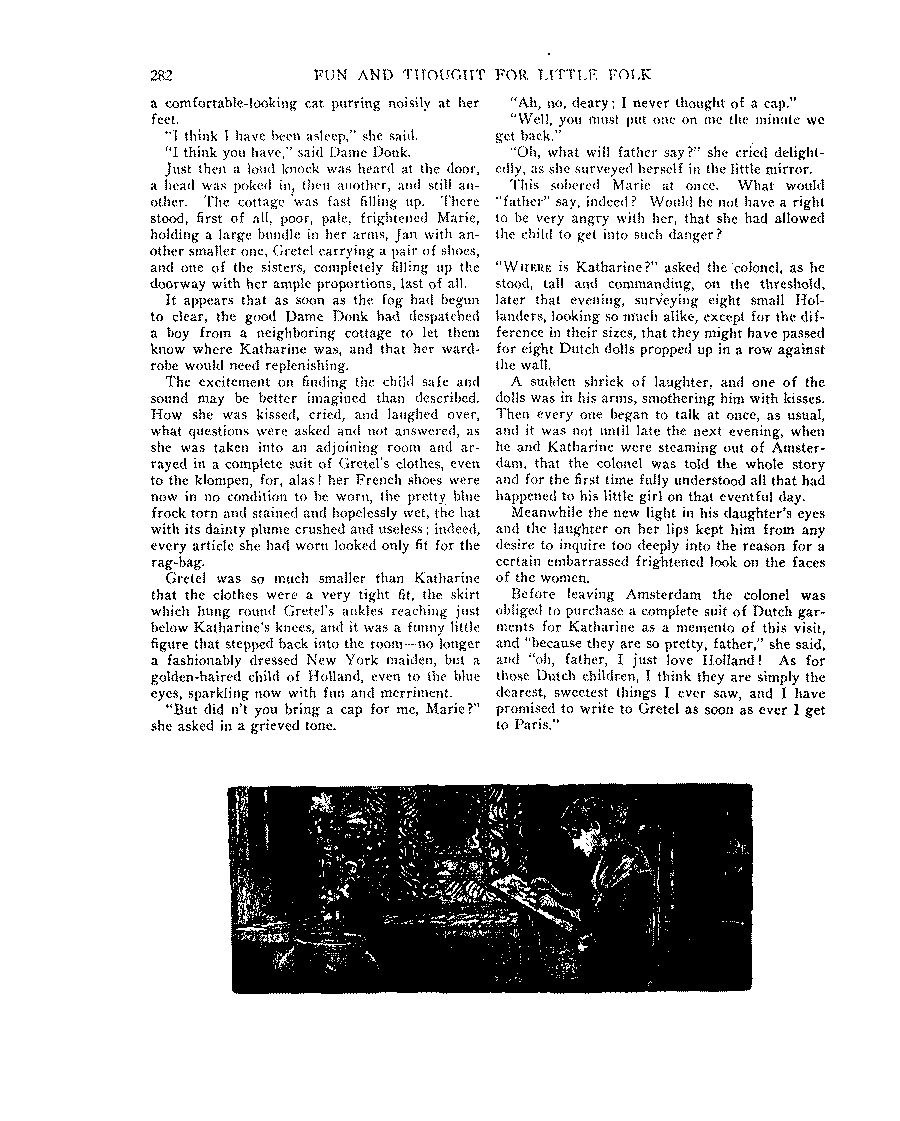 282
FUN AND THOUGHT FOR LITTLE FOLK
a comfortable-looking cat purring noisily at her
feet.
"I think I have been asleep," she said.
"I think you have," said Dame Donk.
Just then a loud knock was heard at the door,
a head was poked in, then another, and still an-
other. The cottage was fast filling up. There
stood, first of all, poor, pale, frightened Marie,
holding a large bundle in her arms, Jan with an-
other smaller one, Gretel carrying a pair of shoes,
and one of the sisters, completely filling up the
doorway with her ample proportions, last of all.
It appears that as soon as the fog had begun
to clear, the good Dame Donk had despatched
a boy from a neighboring cottage to let them
know where Katharine was, and that her ward-
robe would need replenishing.
The excitement on finding the child safe and
sound may be better imagined than described.
How she was kissed, cried, and laughed over,
what questions were asked and not answered, as
she was taken into an adjoining room and ar-
rayed in a complete suit of Gretel's clothes, even
to the klompen, for, alas! her French shoes were
now in no condition to be worn, the pretty blue
frock torn and stained and hopelessly wet, the hat
with its dainty plume crushed and useless; indeed,
every article she had worn looked only fit for the
rag-bag.
Gretel was so much smaller than Katharine
that the clothes were a very tight fit, the skirt
which hung round Gretel's ankles reaching just
below Katharine's knees, and it was a funny little
figure that stepped back into the room—no longer
a fashionably dressed New York maiden, but a
golden-haired child of Holland, even to the blue
eyes, sparkling now with fun and merriment.
"But did n't you bring a cap for me, Marie?"
she asked in a grieved tone.
"Ah, no, deary; I never thought of a cap."
"Well, you must put one on me the minute we
get back."
"Oh, what will father say?" she cried delight-
edly, as she surveyed herself in the little mirror.
This sobered Marie at once. What would
"father" say, indeed? Would he not have a right
to be very angry with her, that she had allowed
the child to get into such danger?
"WHERE is Katharine?" asked the colonel, as he
stood, tall and commanding, on the threshold,
later that evening, surveying eight small Hol-
landers, looking so much alike, except for the dif-
ference in their sizes, that they might have passed
for eight Dutch dolls propped up in a row against
the wall.
A sudden shriek of laughter, and one of the
dolls was in his arms, smothering him with kisses.
Then every one began to talk at once, as usual,
and it was not until late the next evening, when
he and Katharine were steaming out of Amster-
dam, that the colonel was told the whole story
and for the first time fully understood all that had
happened to his little girl on that eventful day.
Meanwhile the new light in his daughter's eyes
and the laughter on her lips kept him from any
desire to inquire too deeply into the reason for a
certain embarrassed frightened look on the faces
of the women.
Before leaving Amsterdam the colonel was
obliged to purchase a complete suit of Dutch gar-
ments for Katharine as a memento of this visit,
and "because they are so pretty, father," she said,
and "oh, father, I just love Holland! As for
those Dutch children, I think they are simply the
dearest, sweetest things I ever saw, and I have
promised to write to Gretel as soon as ever I get
to Paris."